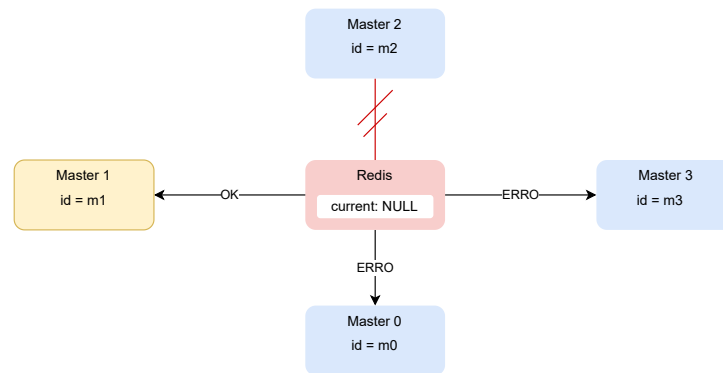 Master 2
id = m2
Master 1
id = m1
OK
Redis
current: NULL
ERRO
Master 3
id = m3
ERRO
Master 0
id = m0